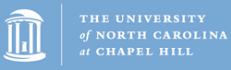 THE UNIVERSITY
of NORTH CAROLINA
at CHAPEL HILL